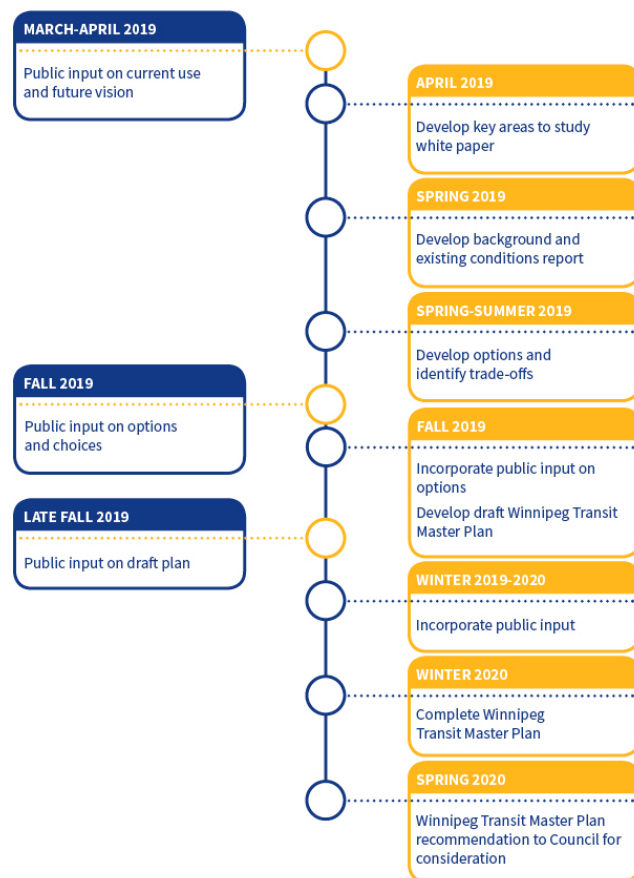 MARCH-APRIL 2019
Public input on current use
and future vision
APRIL 2019
Develop key areas to study
white paper
SPRING 2019
Develop background and
existing conditions report
SPRING-SUMMER 2019
Develop options and
identify trade-offs
FALL 2019
Public input on options
and choices
FALL 2019
Incorporate public input on
options
Develop draft Winnipeg Transit
Master Plan
LATE FALL 2019
Public input on draft plan
WINTER 2019-2020
Incorporate public input
WINTER 2020
Complete Winnipeg
Transit Master Plan
SPRING 2020
Winnipeg Transit Master Plan
recommendation to Council for
consideration